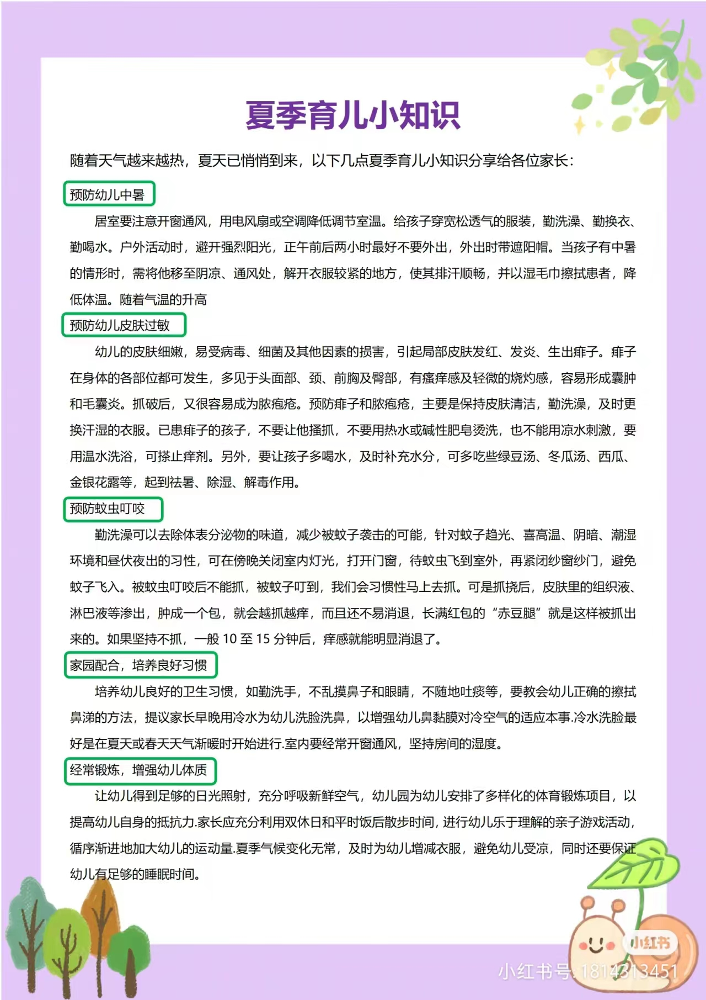 夏季育儿小知识
随着天气越来越热，夏天已悄悄到来，以下几点夏季育儿小知识分享给各位家长：
预防幼儿中暑
居室要注意开窗通风，用电风扇或空调降低调节室温。给孩子穿宽松透气的服装，勤洗澡、勤换衣、
勤喝水。户外活动时，避开强烈阳光，正午前后两小时最好不要外出，外出时带遮阳帽。当孩子有中暑
的情形时，需将他移至阴凉、通风处，解开衣服较紧的地方，使其排汗顺畅，并以湿毛巾擦拭患者，降
低体温。随着气温的升高
预防幼儿皮肤过敏
幼儿的皮肤细嫩，易受病毒、细菌及其他因素的损害，引起局部皮肤发红、发炎、生出痱子。痱子
在身体的各部位都可发生，多见于头面部、颈、前胸及臀部，有瘙痒感及轻微的烧灼感，容易形成囊肿
和毛囊炎。抓破后，又很容易成为脓疱疮。预防痱子和脓疱疮，主要是保持皮肤清洁，勤洗澡，及时更
换汗湿的衣服。已患痱子的孩子，不要让他搔抓，不要用热水或碱性肥皂烫洗，也不能用凉水刺激，要
用温水洗浴，可搽止痒剂。另外，要让孩子多喝水，及时补充水分，可多吃些绿豆汤、冬瓜汤、西瓜、
金银花露等，起到祛暑、除湿、解毒作用。
预防蚊虫叮咬
勤洗澡可以去除体表分泌物的味道，减少被蚊子袭击的可能，针对蚊子趋光、喜高温、阴暗、潮湿
环境和昼伏夜出的习性，可在傍晚关闭室内灯光，打开门窗，待蚊虫飞到室外，再紧闭纱窗纱门，避免
蚊子飞入。被蚊虫叮咬后不能抓，被蚊子叮到，我们会习惯性马上去抓。可是抓挠后，皮肤里的组织液、
淋巴液等渗出，肿成一个包，就会越抓越痒，而且还不易消退，长满红包的“赤豆腿”就是这样被抓出
来的。如果坚持不抓，一般 10 至 15 分钟后，痒感就能明显消退了。
家园配合，培养良好习惯
培养幼儿良好的卫生习惯，如勤洗手，不乱摸鼻子和眼睛，不随地吐痰等，要教会幼儿正确的擦拭
鼻涕的方法，提议家长早晚用冷水为幼儿洗脸洗鼻，以增强幼儿鼻黏膜对冷空气的适应本事.冷水洗脸最
好是在夏天或春天天气渐暖时开始进行.室内要经常开窗通风，坚持房间的湿度。
经常锻炼，增强幼儿体质
让幼儿得到足够的日光照射，充分呼吸新鲜空气，幼儿园为幼儿安排了多样化的体育锻炼项目，以
提高幼儿自身的抵抗力.家长应充分利用双休日和平时饭后散步时间，进行幼儿乐于理解的亲子游戏活动，
循序渐进地加大幼儿的运动量.夏季气候变化无常，及时为幼儿增减衣服，避免幼儿受凉，同时还要保证
幼儿有足够的睡眠时间。
小红书
小红书号: 1814313451